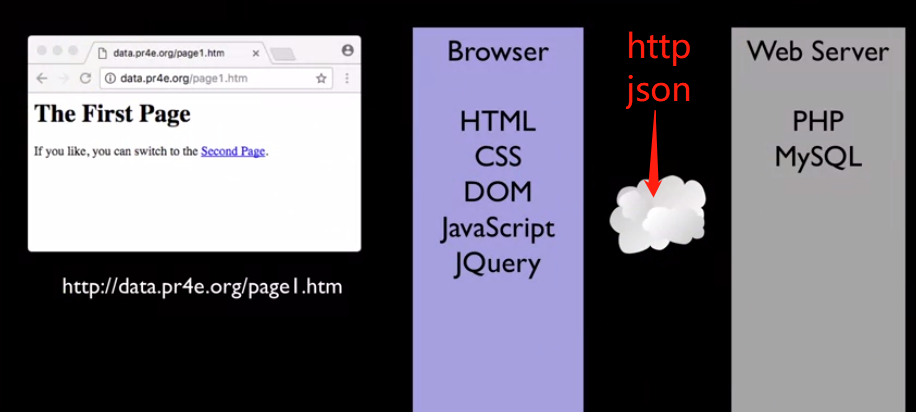 data.pr4e.org/page1.htm
data.pr4e.org/page1.htm
The First Page
If you like, you can switch to the Second Page.
http://data.pr4e.org/page1.htm
Browser
HTML
CSS
DOM
JavaScript
JQuery
http
json
Web Server
PHP
MySQL